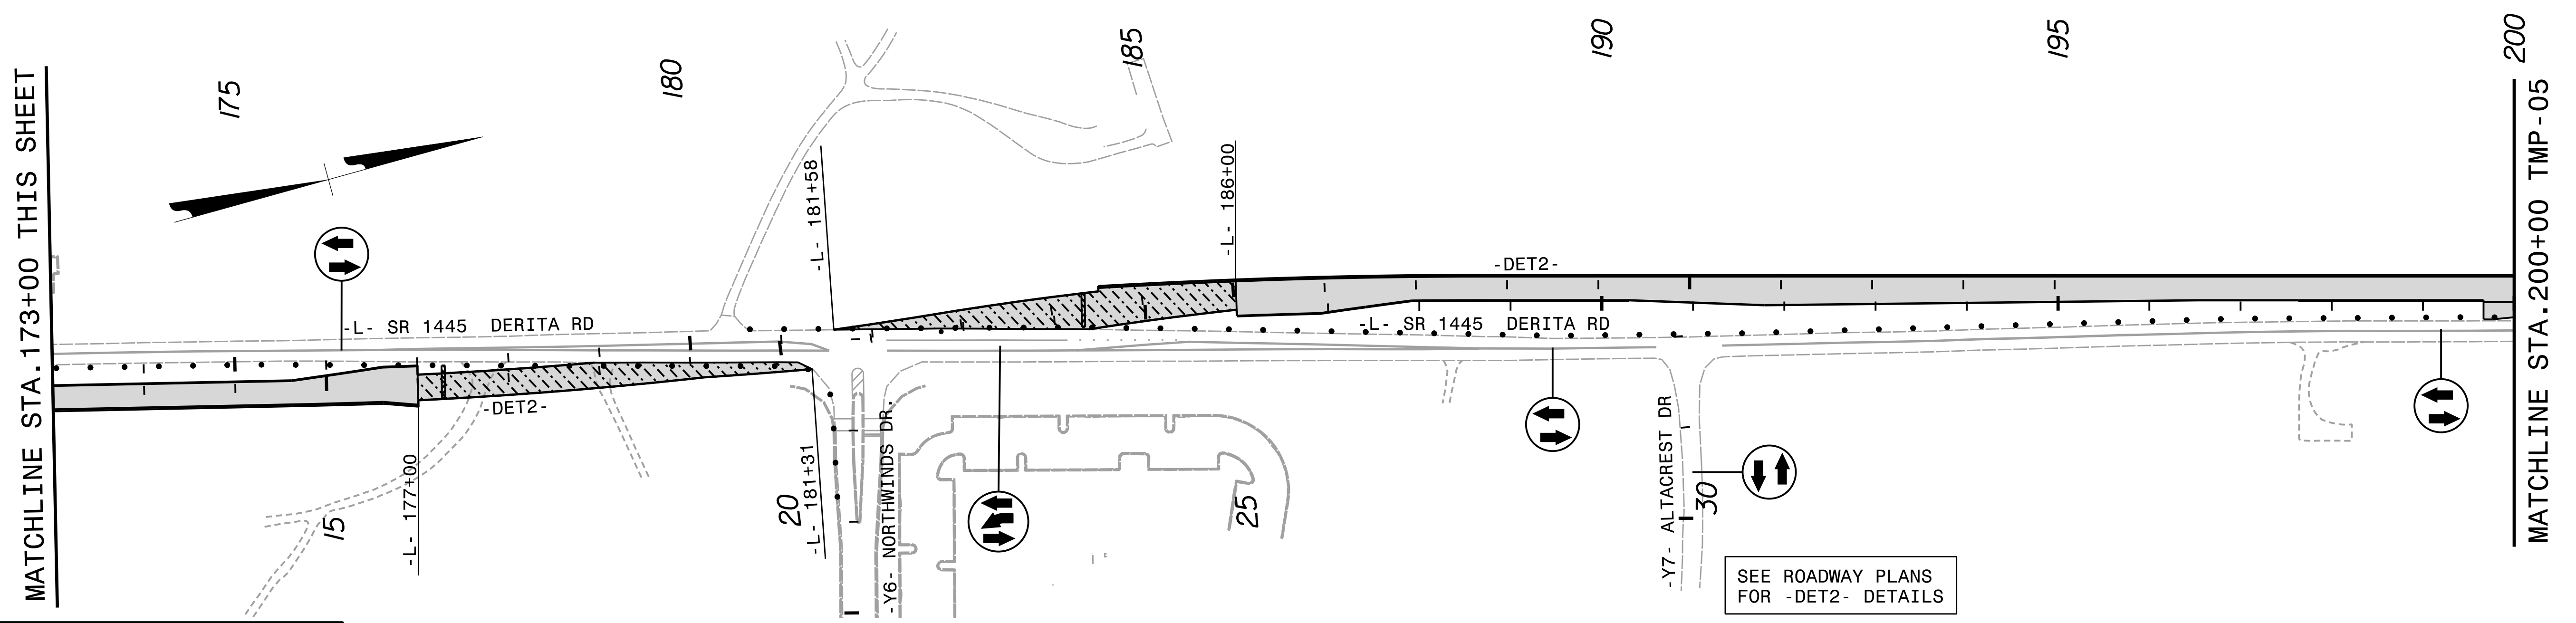 MATCHLINE STA.173+00 THIS SHEET
175
180
185
190
195
200
MATCHLINE STA.200+00 TMP-05
-L- 181+58
-L- 186+00
-DET2-
-L- SR 1445 DERITA RD
-L- SR 1445 DERITA RD
-DET2-
-L- 177+00
15
20
-L- 181+31
-Y6- NORTHWINDS DR.
25
-Y7- ALTACREST DR
30
SEE ROADWAY PLANS
FOR -DET2- DETAILS